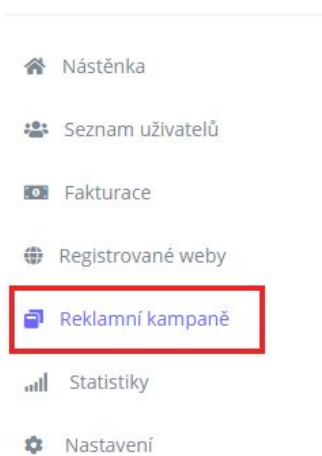 Nástěnka
Seznam uživatelů
Fakturace
Registrované weby
Reklamní kampaně
Statistiky
Nastavení